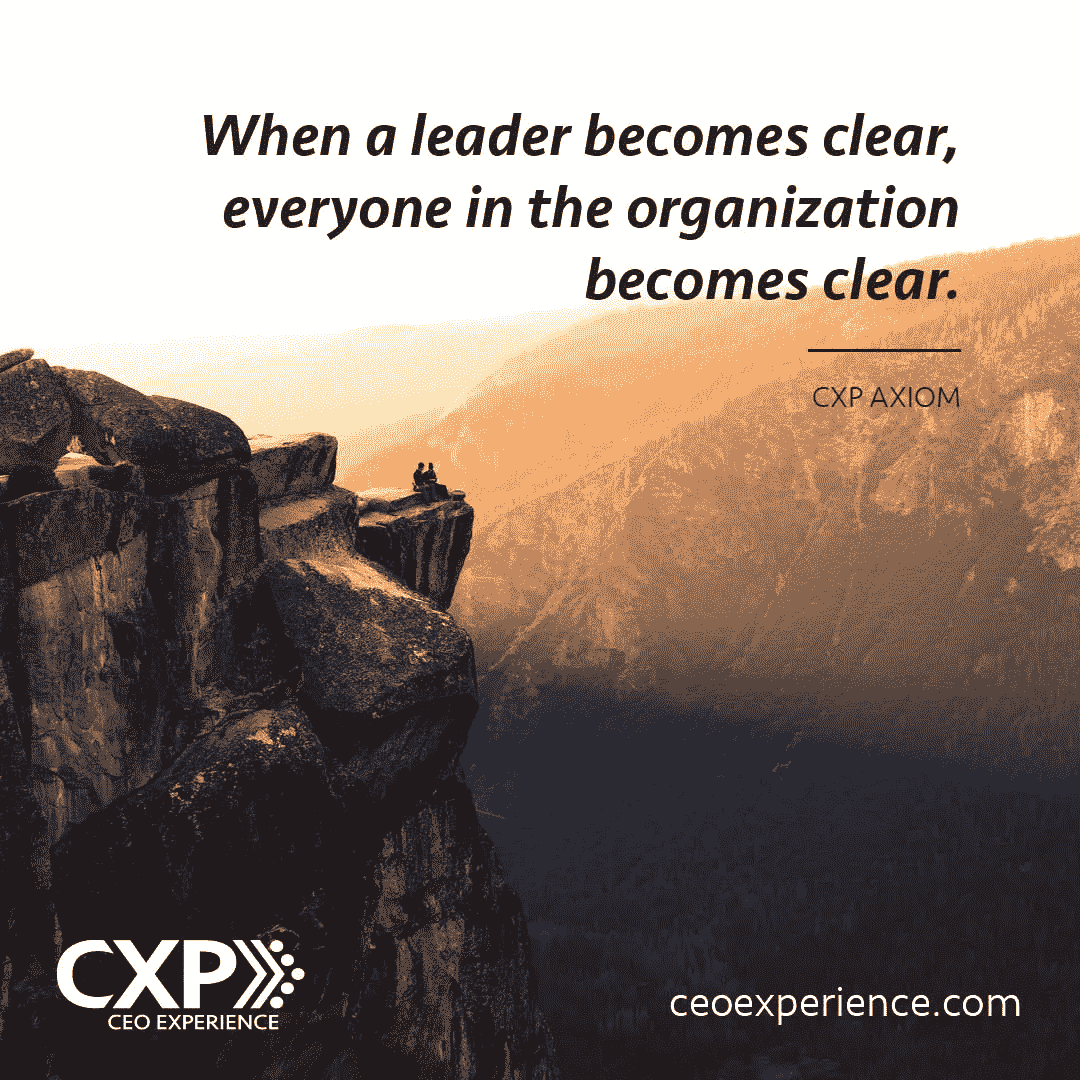 When a leader becomes clear,
everyone in the organization
becomes clear.
CXP AXIOM
CXP
CEO EXPERIENCE
ceoexperience.com